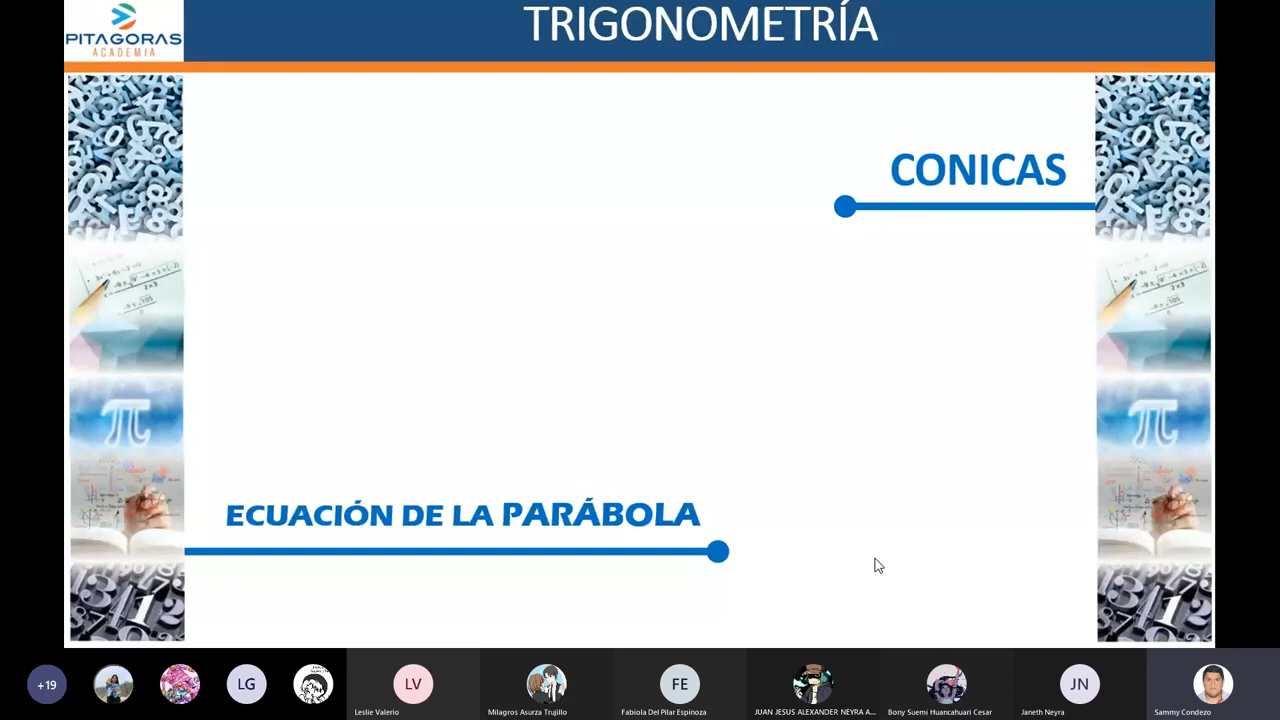 PITAGORAS
ACADEMIA
TRIGONOMETRÍA
CONICAS
ECUACIÓN DE LA PARÁBOLA
+19
LG
LV
FE
JN
Leslie Valerio
Milagros Asurza Trujillo
Fabiola Del Pilar Espinoza
JUAN JESUS ALEXANDER NEYRA A...
Bony Suemi Huancahuari Cesar
Janeth Neyra
Sammy Condezo